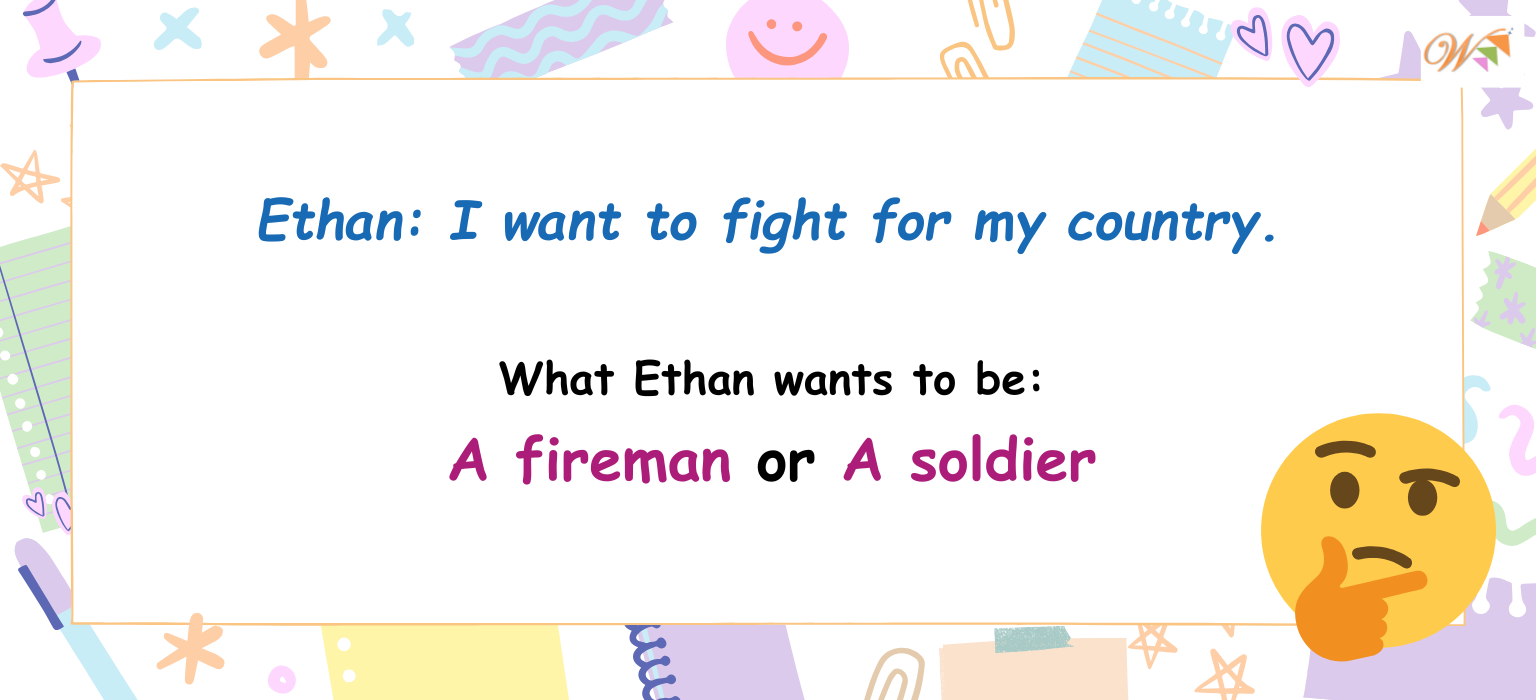 W
Ethan: I want to fight for my country.
What Ethan wants to be:
A fireman or A soldier